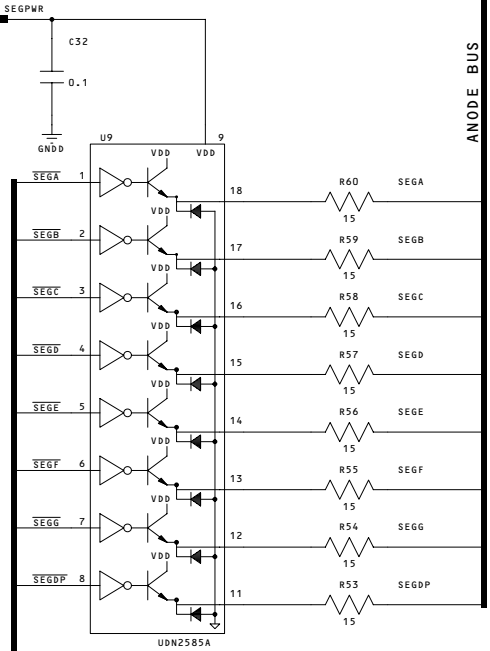 SEGPWR
C32
0.1
GNDD
ANODE BUS
U9
9
VDD
VDD
SEGA 1
18
R60
SEGA
15
VDD
SEGB 2
17
R59
SEGB
15
VDD
SEGC 3
16
R58
SEGC
15
VDD
SEGD 4
15
R57
SEGD
15
VDD
SEGE 5
14
R56
SEGE
15
VDD
SEGF 6
13
R55
SEGF
15
VDD
SEGG 7
12
R54
SEGG
15
VDD
SEGDP 8
11
R53
SEGDP
15
UDN2585A